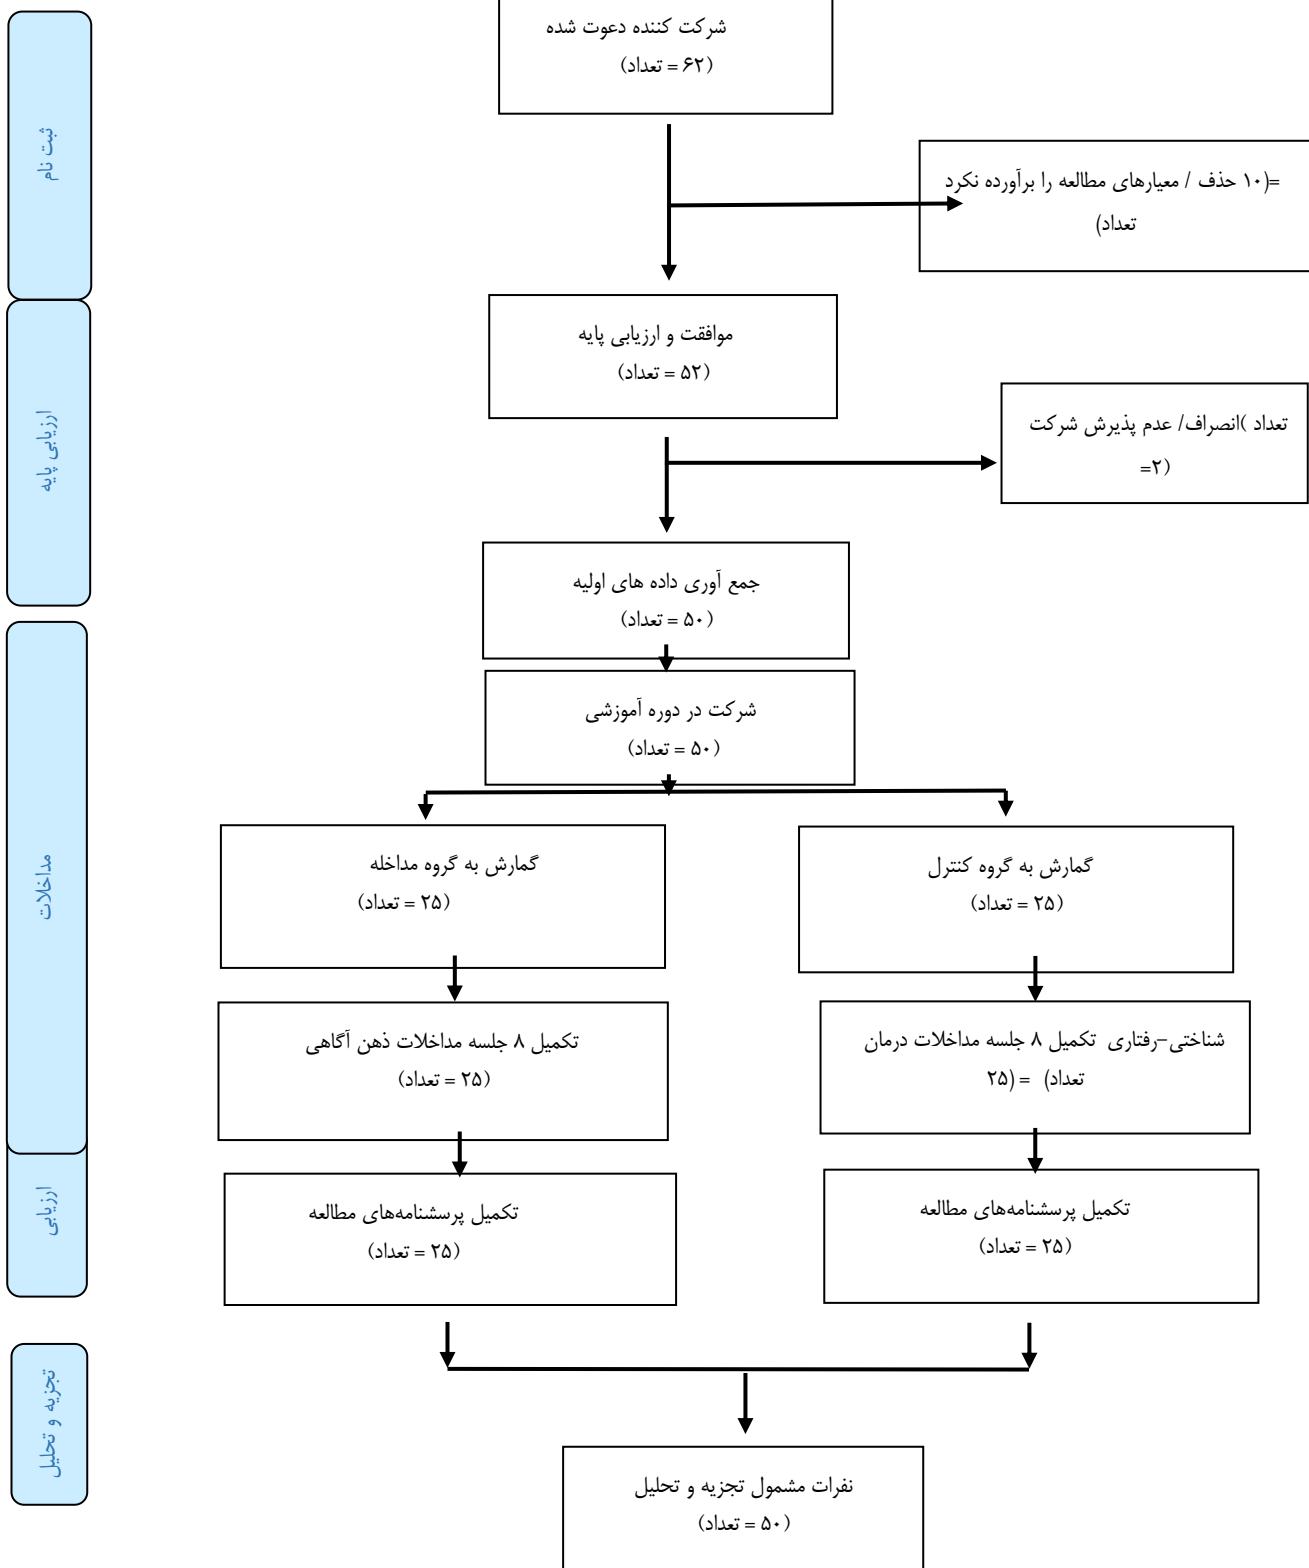 شرکت کننده دعوت شده
(تعداد = ۶۲)
ثبت نام
=(۱۰ حذف / معیارهای مطالعه را برآورده نکرد
تعداد)
موافقت و ارزیابی پایه
(تعداد = ۵۲)
ارزیابی پایه
تعداد )انصراف/ عدم پذیرش شرکت
=۲)
جمع آوری داده های اولیه
(تعداد = ۵۰)
شرکت در دوره آموزشی
(تعداد = ۵۰)
مداخلات
گمارش به گروه کنترل
(تعداد = ۲۵)
گمارش به گروه مداخله
(تعداد = ۲۵)
شناختی-رفتاری تکمیل ۸ جلسه مداخلات درمان
تعداد) = (۲۵
تکمیل ۸ جلسه مداخلات ذهن آگاهی
(تعداد = ۲۵)
ارزیابی
تکمیل پرسشنامه‌های مطالعه
(تعداد = ۲۵)
تکمیل پرسشنامه‌های مطالعه
(تعداد = ۲۵)
تجزیه و تحلیل
نفرات مشمول تجزیه و تحلیل
(تعداد = ۵۰)